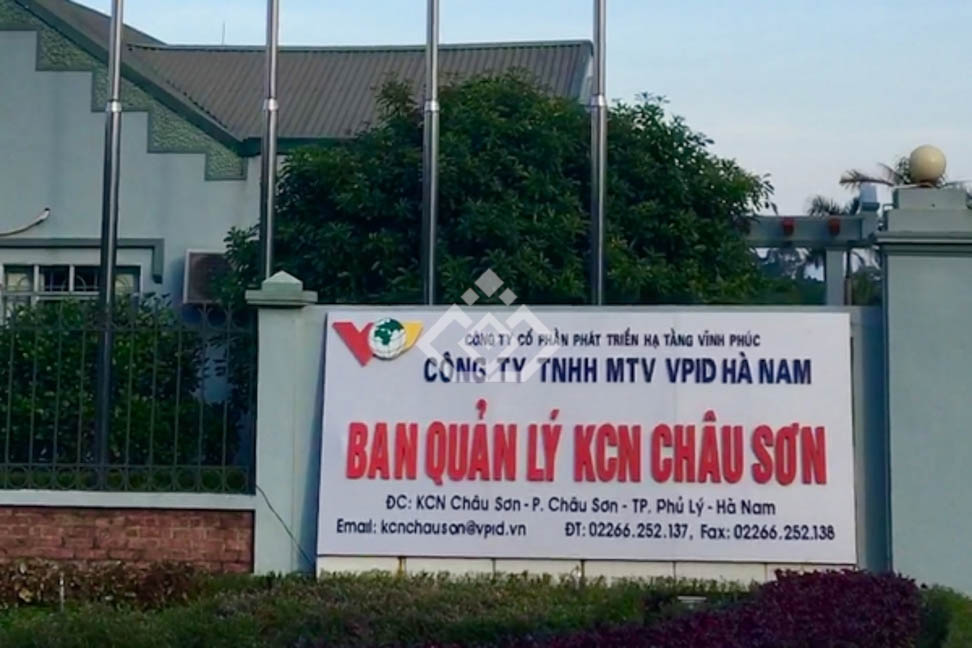 CÔNG TY CỔ PHẦN PHÁT TRIỂN HẠ TẦNG VĨNH PHÚC
CÔNG TY TNHH MTV VPID HÀ NAM
BAN QUẢN LÝ KCN CHÂU SƠN
ĐC: KCN Châu Sơn - P. Châu Sơn - TP. Phủ Lý - Hà Nam
Email: kcnchauson@vpid.vn ĐT: 02266.252.137, Fax: 02266.252.138